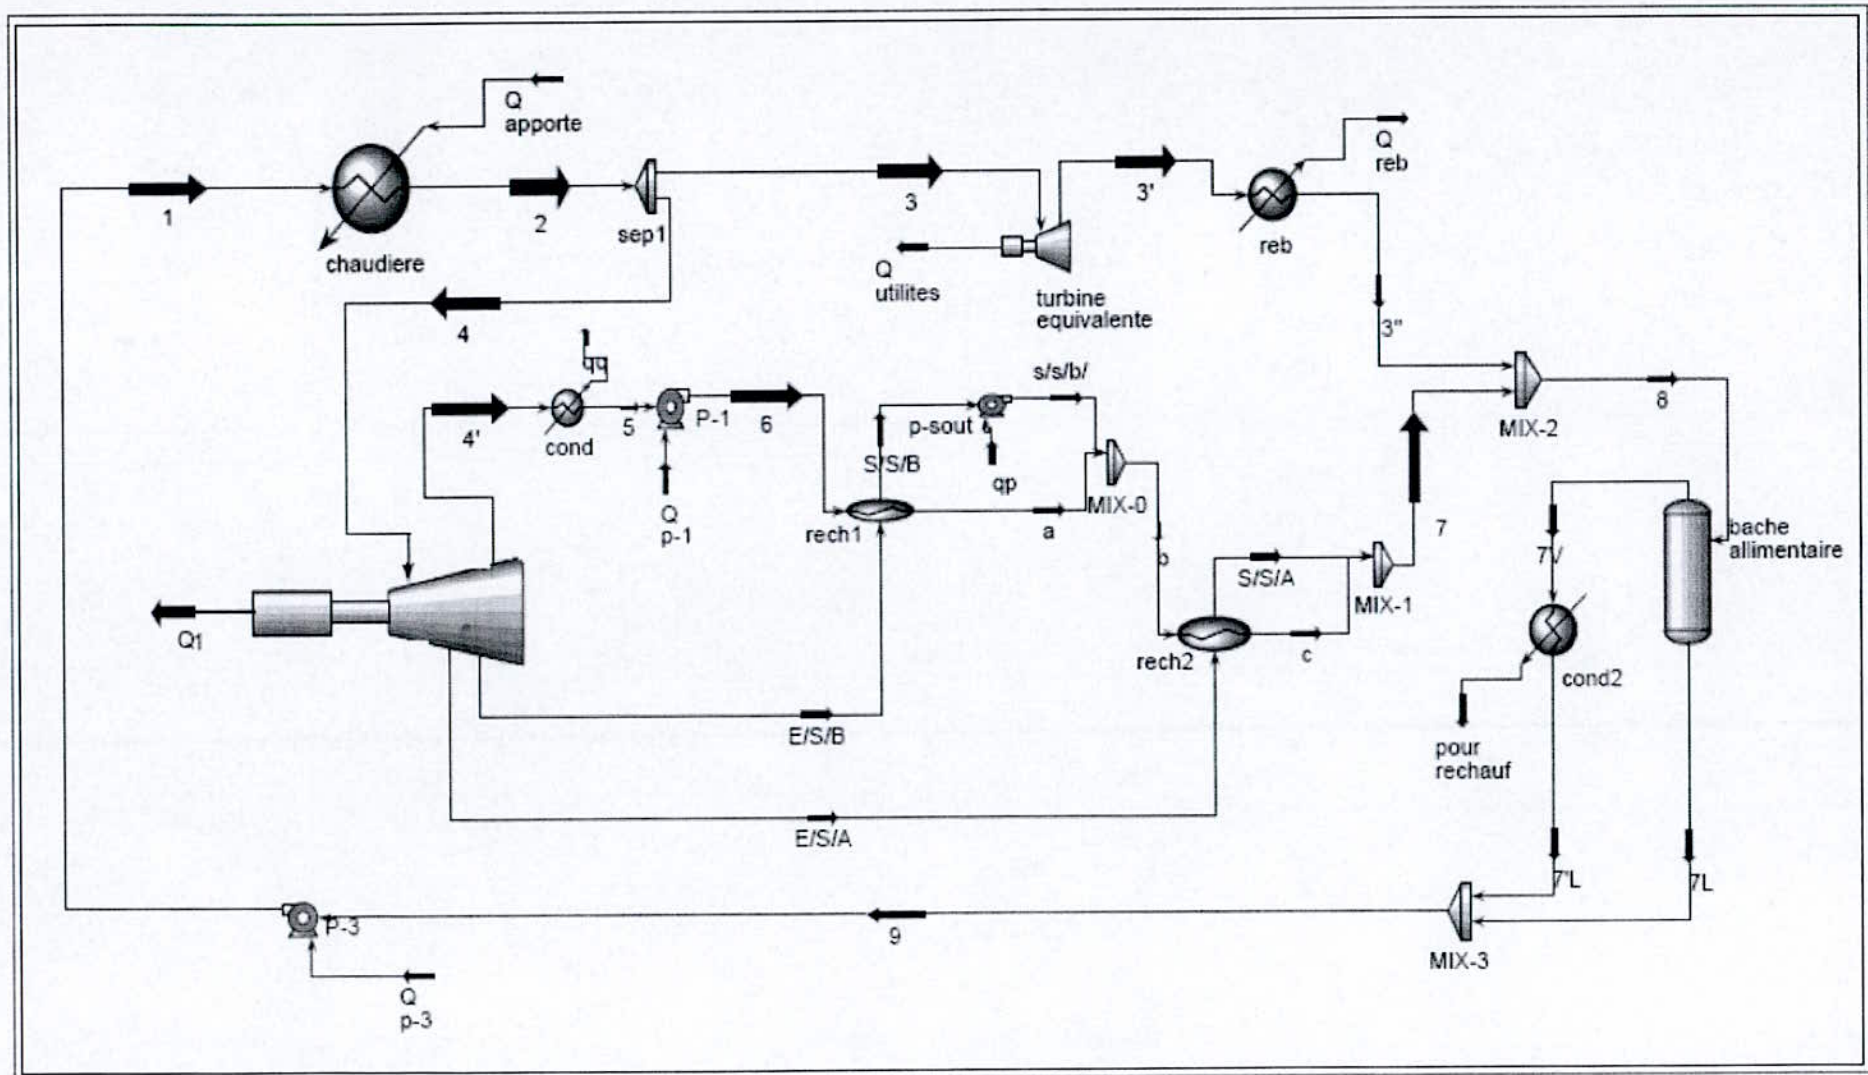 Q
apporte
1
2
chaudiere
sep1
3
3'
Q
reb
reb
Q
utilites
turbine
equivalente
3"
4
qq
4'
cond
5
P-1
6
Q
p-1
s/s/b/
p-sout
qp
S/S/B
MIX-0
rech1
a
b
S/S/A
MIX-1
rech2
c
7
MIX-2
8
bache
allimentaire
7V
cond2
pour
rechauf
Q1
E/S/B
E/S/A
7'L
7L
MIX-3
9
P-3
Q
p-3